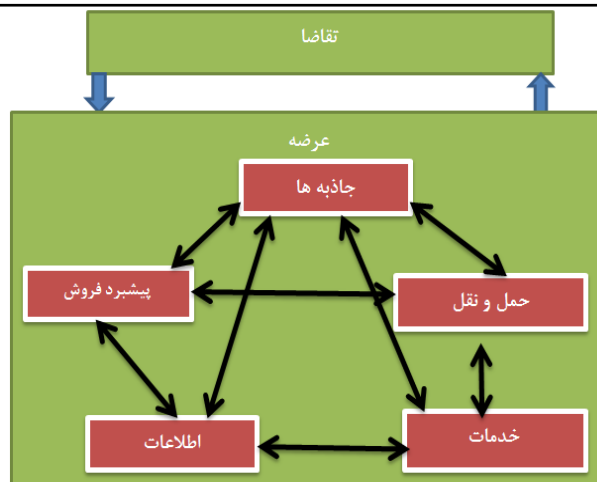 تقاضا
عرضه
جاذبه ها
پیشبرد فروش
حمل و نقل
اطلاعات
خدمات